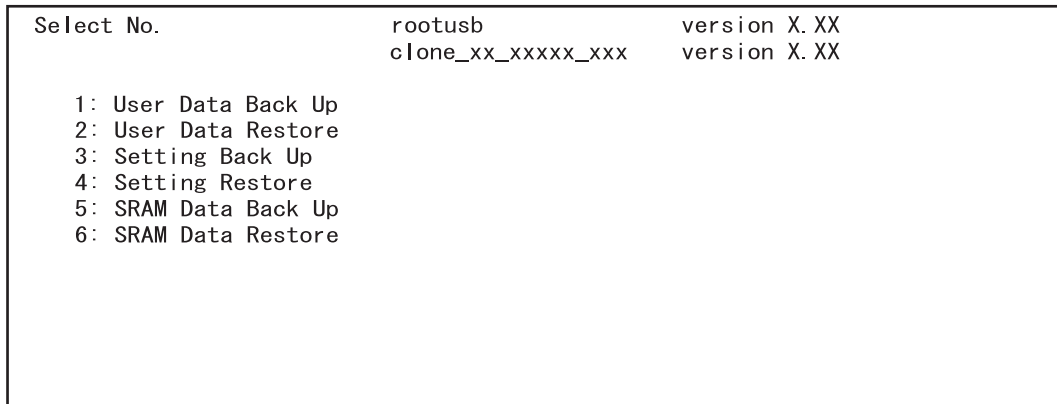 Select No. rootusb version X.XX
clone_xx_xxxxx_xxx version X.XX
1: User Data Back Up
2: User Data Restore
3: Setting Back Up
4: Setting Restore
5: SRAM Data Back Up
6: SRAM Data Restore